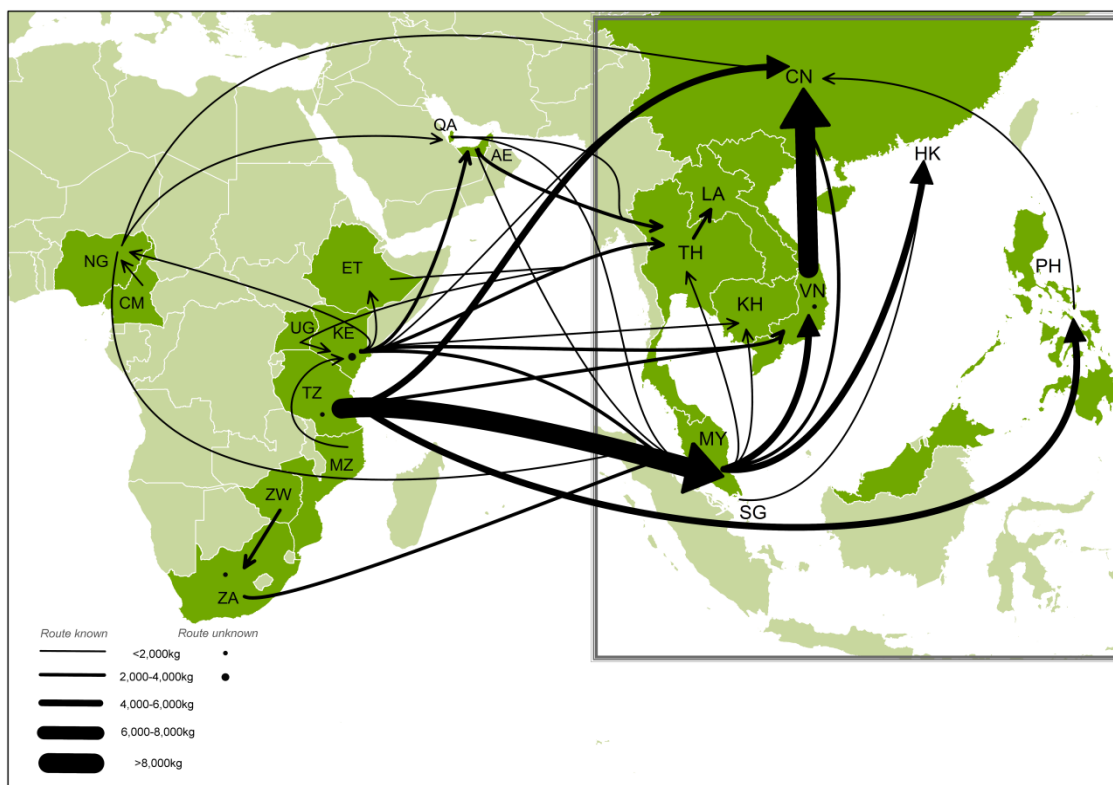 CN
QA
AE
HK
LA
NG
ET
TH
PH
CM
KH
VN
UG
KE
TZ
MY
MZ
ZW
SG
ZA
Route known Route unknown
<2,000kg
2,000-4,000kg
4,000-6,000kg
6,000-8,000kg
>8,000kg